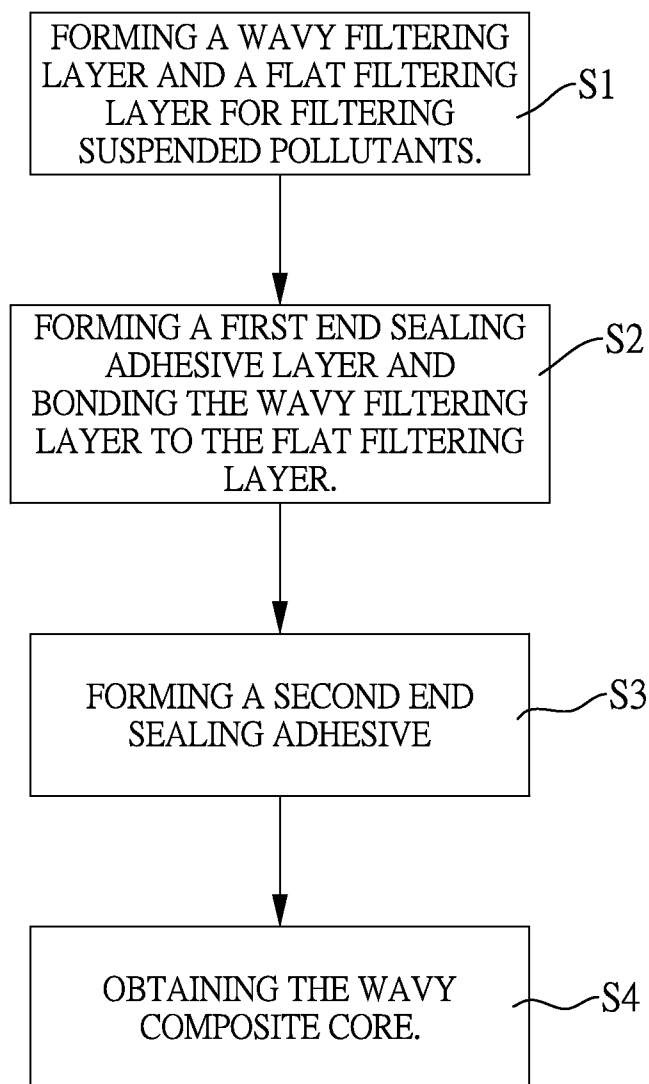 FORMING A WAVY FILTERING
LAYER AND A FLAT FILTERING
LAYER FOR FILTERING
SUSPENDED POLLUTANTS.
S1
FORMING A FIRST END SEALING
ADHESIVE LAYER AND
BONDING THE WAVY FILTERING
LAYER TO THE FLAT FILTERING
LAYER.
S2
FORMING A SECOND END
SEALING ADHESIVE
S3
OBTAINING THE WAVY
COMPOSITE CORE.
S4